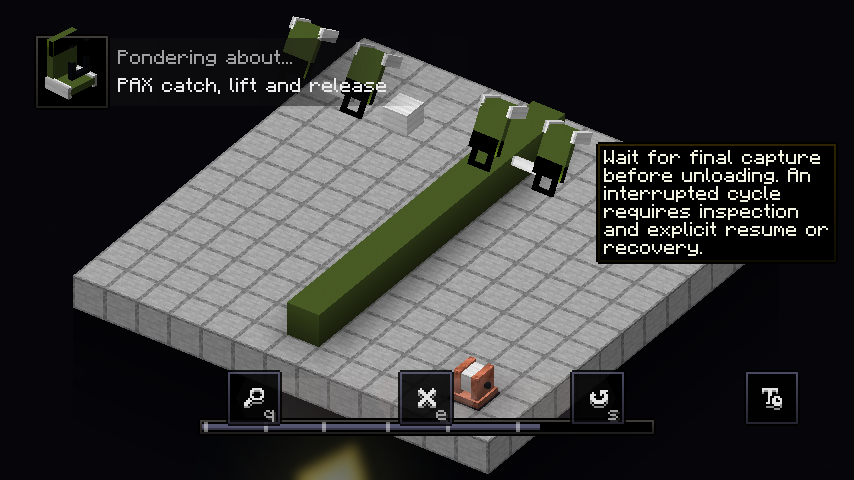 Pondering about...
PAX catch, lift and release
Wait for final capture
before unloading. An
interrupted cycle
requires inspection
and explicit resume or
recovery.
q
e
s